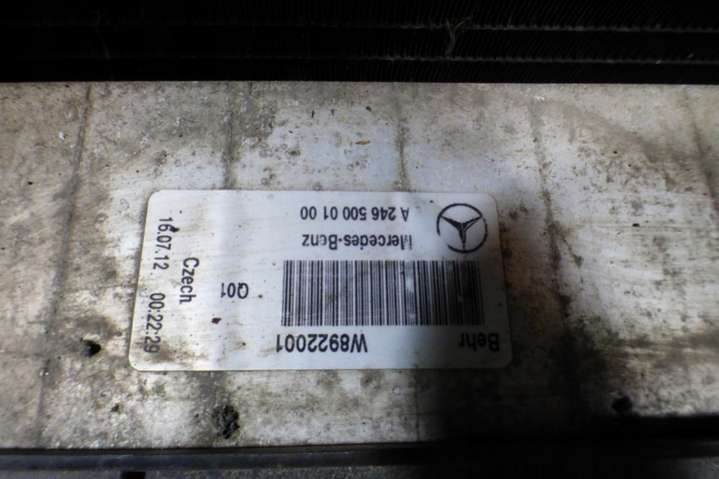 A 246 500 01 00
Mercedes-Benz
Q01
Czech
16.07.12 00:22:29
W8922001
Behr